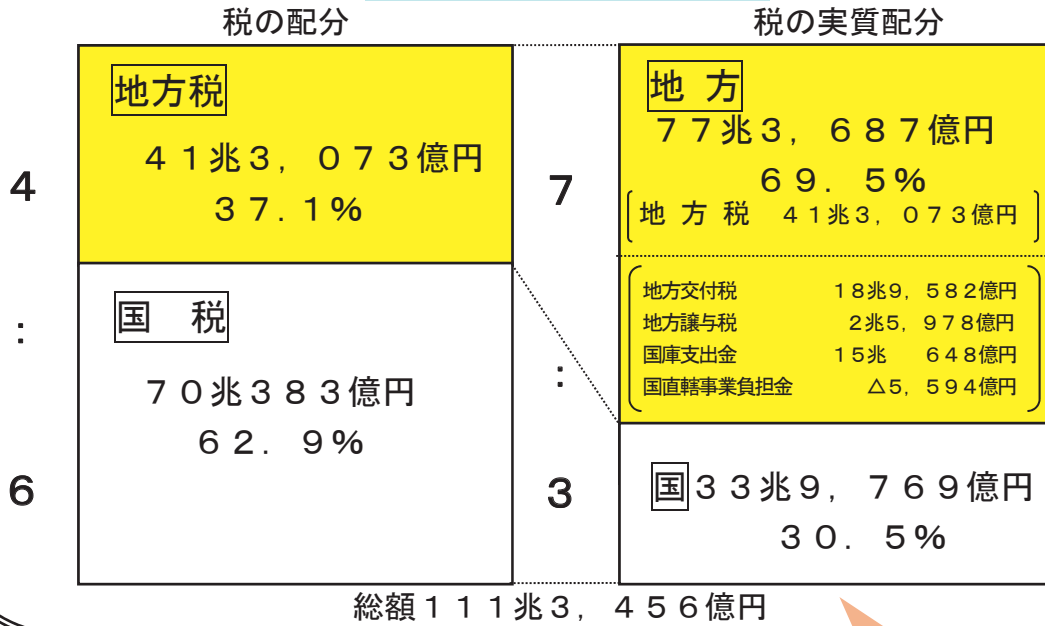 税の配分
地方税
４１兆３，０７３億円
３７.１％
国　税
７０兆３８３億円
６２．９％
4
：
6
税の実質配分
地 方
７７兆３，６８７億円
６９．５％
地 方 税　４１兆３，０７３億円
地方交付税　１８兆９，５８２億円
地方譲与税　２兆５，９７８億円
国庫支出金　１５兆　６４８億円
国直轄事業負担金　△５，５９４億円
国３３兆９，７６９億円
３０．５％
7
：
3
総額１１１兆３，４５６億円